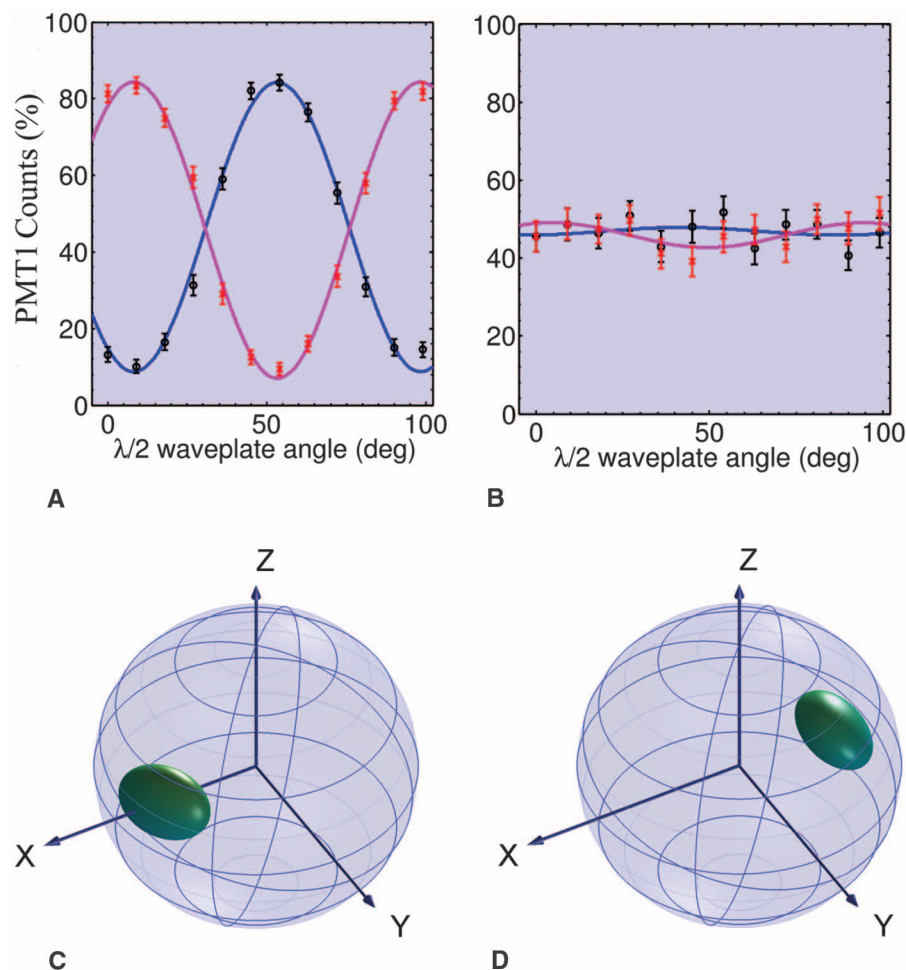 100
80
60
40
20
0
PMT1 Counts (%)
0 50 100
λ/2 waveplate angle (deg)
A
100
80
60
40
20
0
0 50 100
λ/2 waveplate angle (deg)
B
Z
X
Y
C
Z
X
Y
D